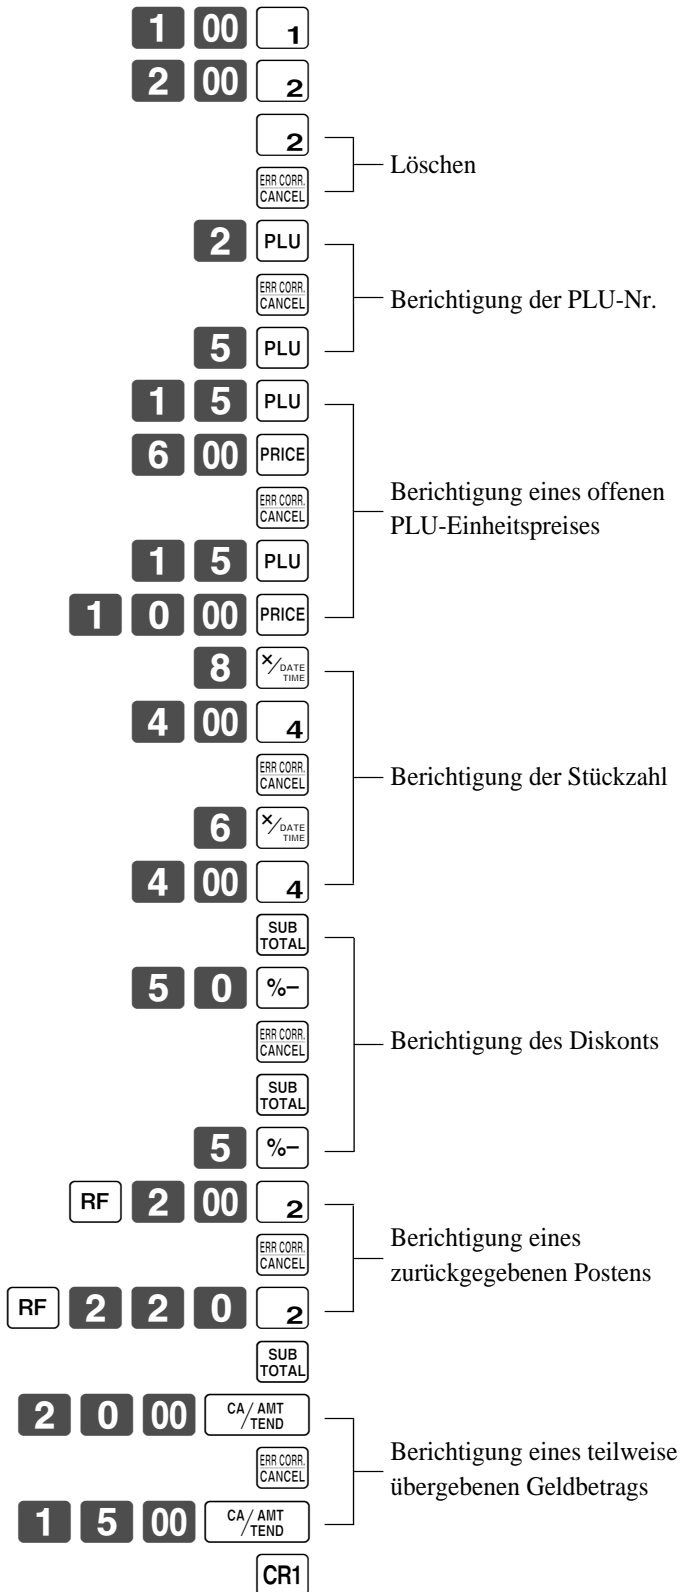 1 00 1
2 00 2
2
ERR CORR.
CANCEL
Löschen
2 PLU
ERR CORR.
CANCEL
Berichtigung der PLU-Nr.
5 PLU
1 5 PLU
6 00 PRICE
ERR CORR.
CANCEL
Berichtigung eines offenen
PLU-Einheitspreises
1 5 PLU
1 0 00 PRICE
8 ×/DATE
TIME
4 00 4
ERR CORR.
CANCEL
Berichtigung der Stückzahl
6 ×/DATE
TIME
4 00 4
SUB
TOTAL
5 0 %−
ERR CORR.
CANCEL
Berichtigung des Diskonts
SUB
TOTAL
5 %−
RF 2 00 2
ERR CORR.
CANCEL
Berichtigung eines
zurückgegebenen Postens
RF 2 2 0 2
SUB
TOTAL
2 0 00 CA/AMT
TEND
ERR CORR.
CANCEL
Berichtigung eines teilweise
übergebenen Geldbetrags
1 5 00 CA/AMT
TEND
CR1